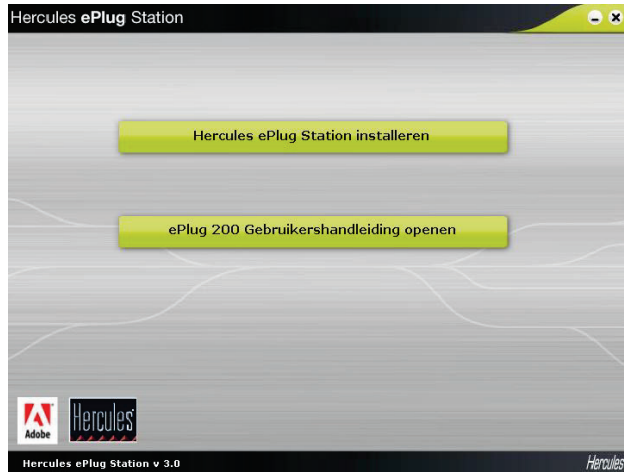 Hercules ePlug Station
Hercules ePlug Station installeren
ePlug 200 Gebruikershandleiding openen
Adobe
Hercules
Hercules ePlug Station v 3.0
Hercules